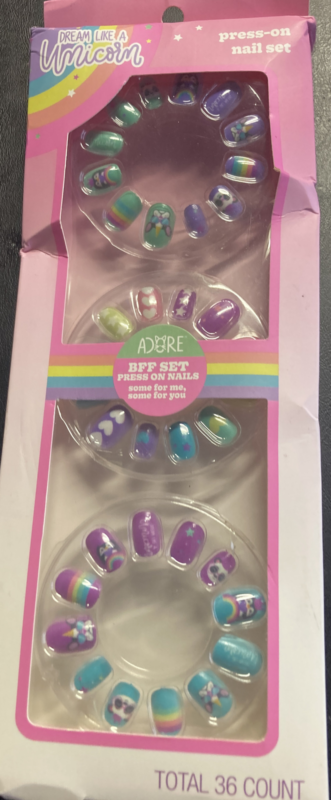 DREAM LIKE A
Unicorn
press-on
nail set
ADORE
BFF SET
PRESS ON NAILS
some for me,
some for you
TOTAL 36 COUNT